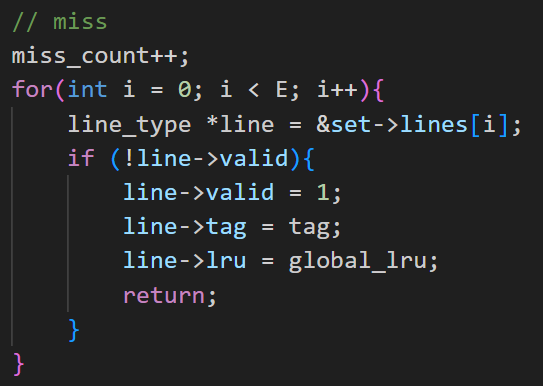 // miss
miss_count++;
for(int i = 0; i < E; i++){
    line_type *line = &set->lines[i];
    if (!line->valid){
        line->valid = 1;
        line->tag = tag;
        line->lru = global_lru;
        return;
    }
}